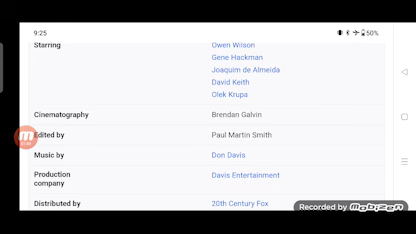 9:25
50%
Starring
Owen Wilson
Gene Hackman
Joaquim de Almeida
David Keith
Olek Krupa
Cinematography
Brendan Galvin
Edited by
Paul Martin Smith
Music by
Don Davis
Production
company
Davis Entertainment
Distributed by
20th Century Fox
Recorded by Mobizen